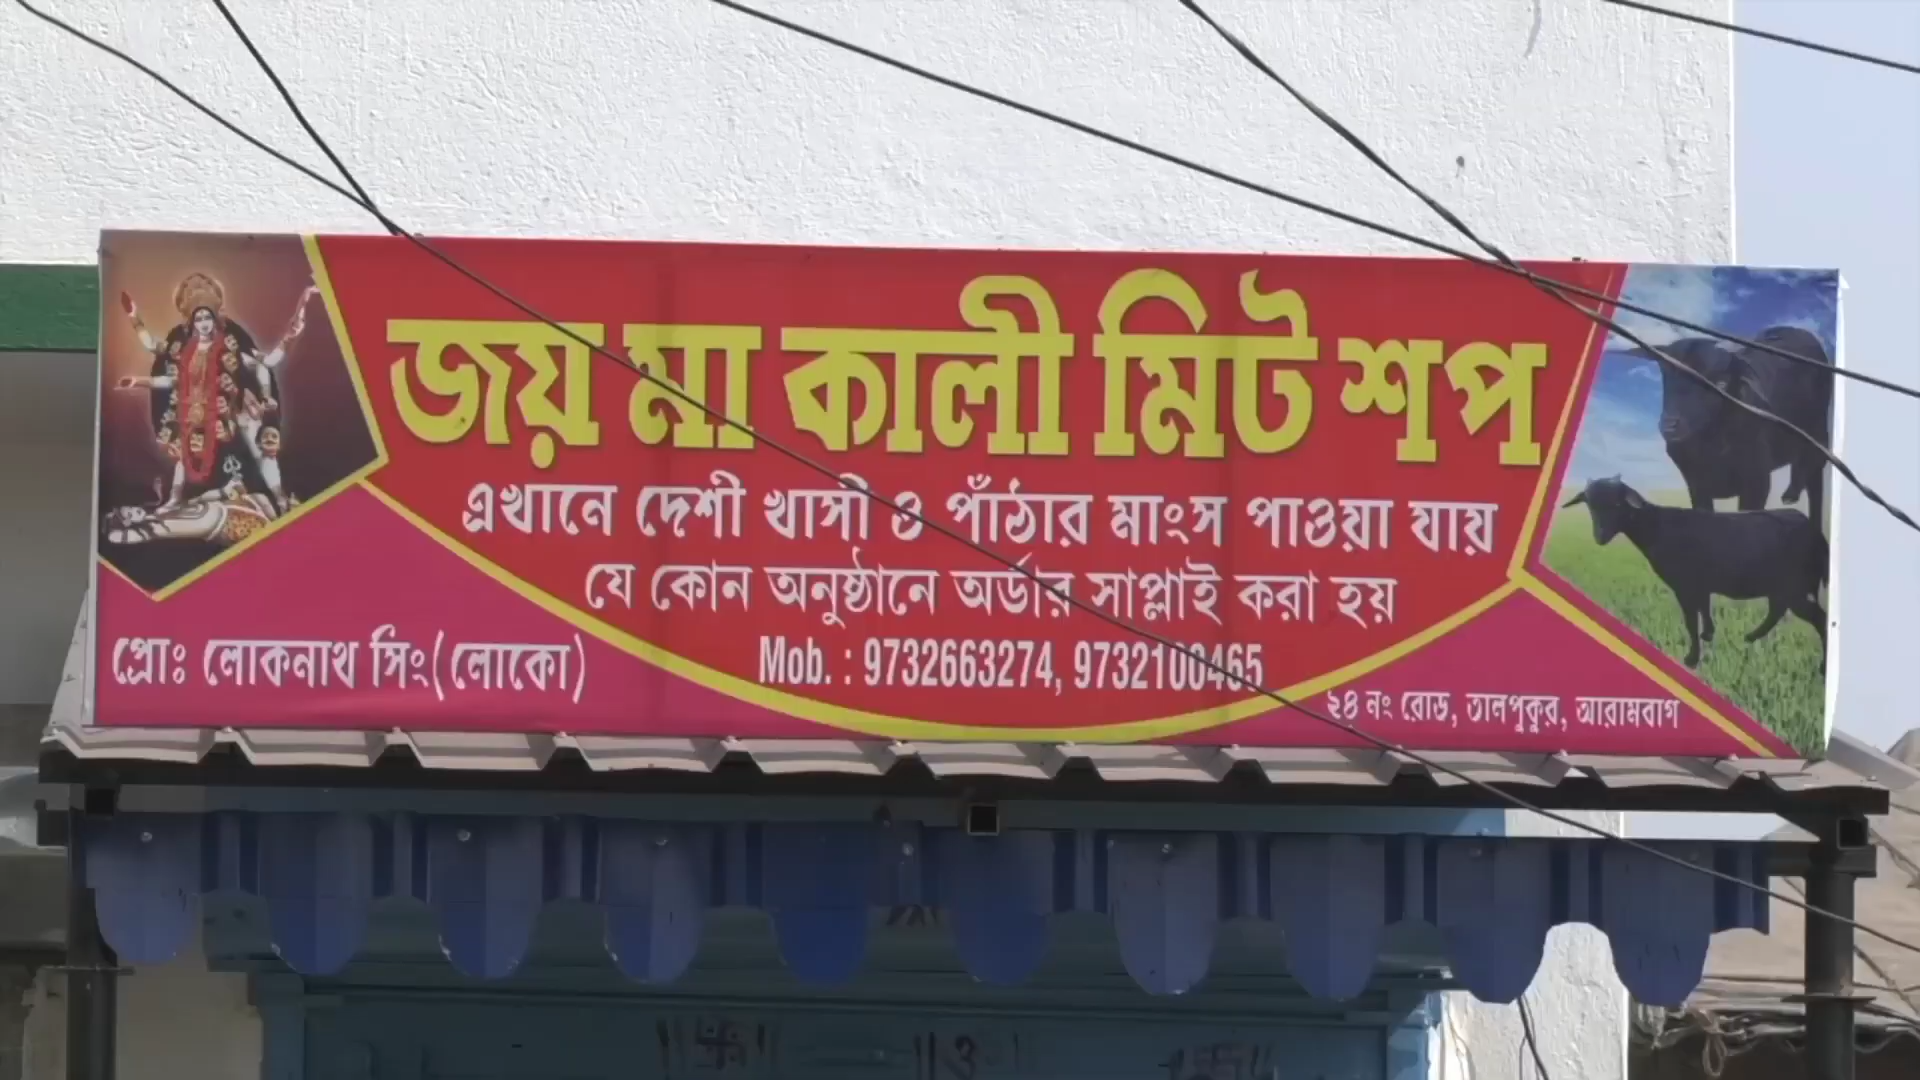 জয় মা কালী মিট শপ
এখানে দেশী খাসী ও পাঁঠার মাংস পাওয়া যায়
যে কোন অনুষ্ঠানে অর্ডার সাপ্লাই করা হয়
Mob. : 9732663274, 9732100465
প্রোঃ লোকনাথ সিং (লোকো)
২৪ নং রোড, তালপুকুর, আরামবাগ